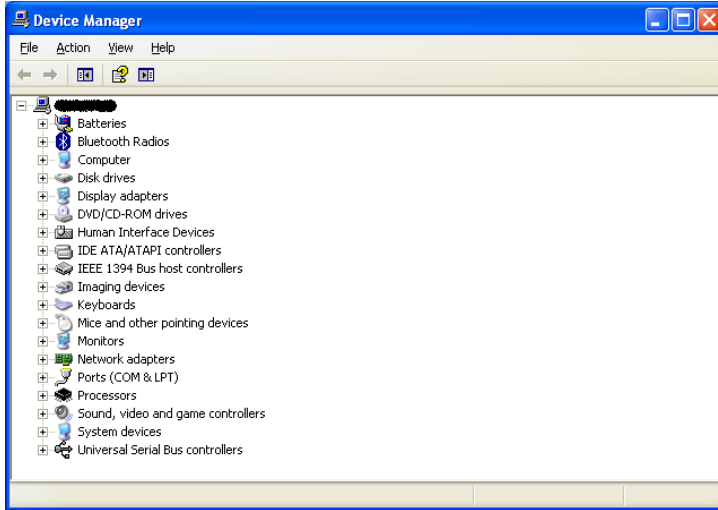 Device Manager
File Action View Help
Batteries
Bluetooth Radios
Computer
Disk drives
Display adapters
DVD/CD-ROM drives
Human Interface Devices
IDE ATA/ATAPI controllers
IEEE 1394 Bus host controllers
Imaging devices
Keyboards
Mice and other pointing devices
Monitors
Network adapters
Ports (COM & LPT)
Processors
Sound, video and game controllers
System devices
Universal Serial Bus controllers